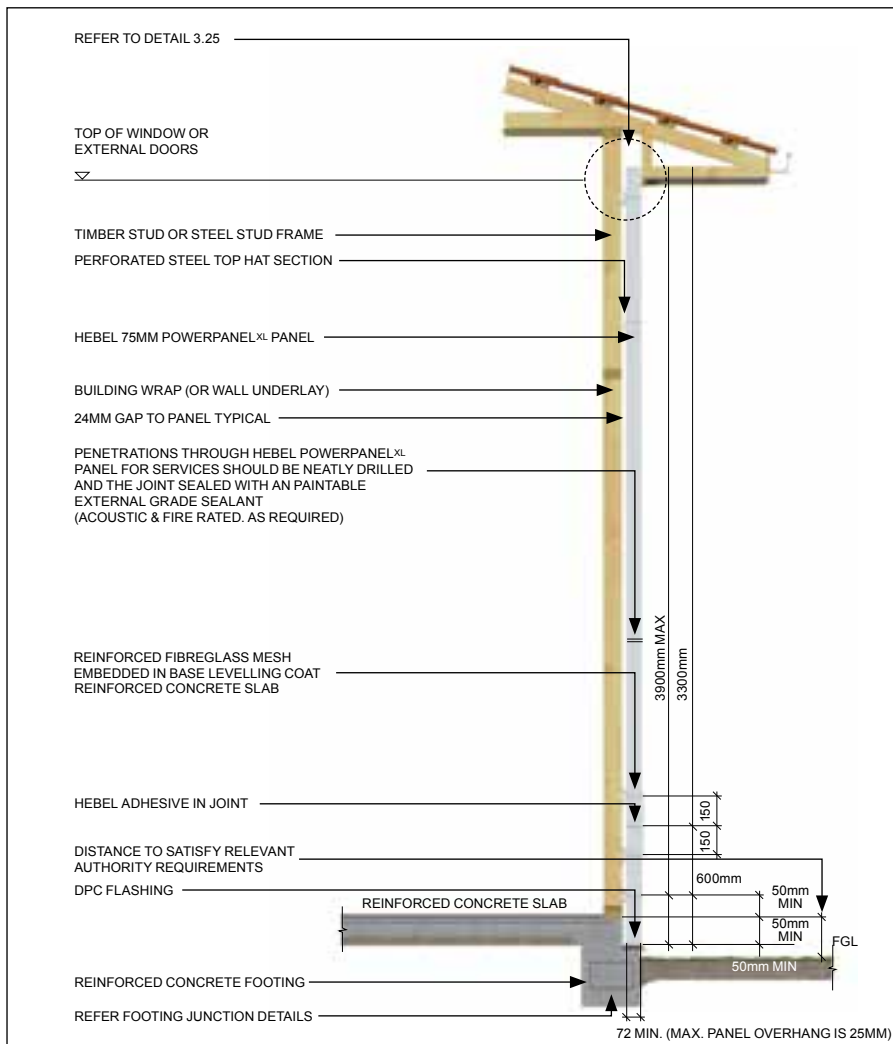 REFER TO DETAIL 3.25
TOP OF WINDOW OR
EXTERNAL DOORS
TIMBER STUD OR STEEL STUD FRAME
PERFORATED STEEL TOP HAT SECTION
HEBEL 75MM POWERPANELXL PANEL
BUILDING WRAP (OR WALL UNDERLAY)
24MM GAP TO PANEL TYPICAL
PENETRATIONS THROUGH HEBEL POWERPANELXL
PANEL FOR SERVICES SHOULD BE NEATLY DRILLED
AND THE JOINT SEALED WITH AN PAINTABLE
EXTERNAL GRADE SEALANT
(ACOUSTIC & FIRE RATED. AS REQUIRED)
3900mm MAX
3300mm
REINFORCED FIBREGLASS MESH
EMBEDDED IN BASE LEVELLING COAT
REINFORCED CONCRETE SLAB
HEBEL ADHESIVE IN JOINT
150
150
DISTANCE TO SATISFY RELEVANT
AUTHORITY REQUIREMENTS
600mm
DPC FLASHING
REINFORCED CONCRETE SLAB
50mm
MIN
50mm
MIN
FGL
50mm MIN
REINFORCED CONCRETE FOOTING
REFER FOOTING JUNCTION DETAILS
72 MIN. (MAX. PANEL OVERHANG IS 25MM)